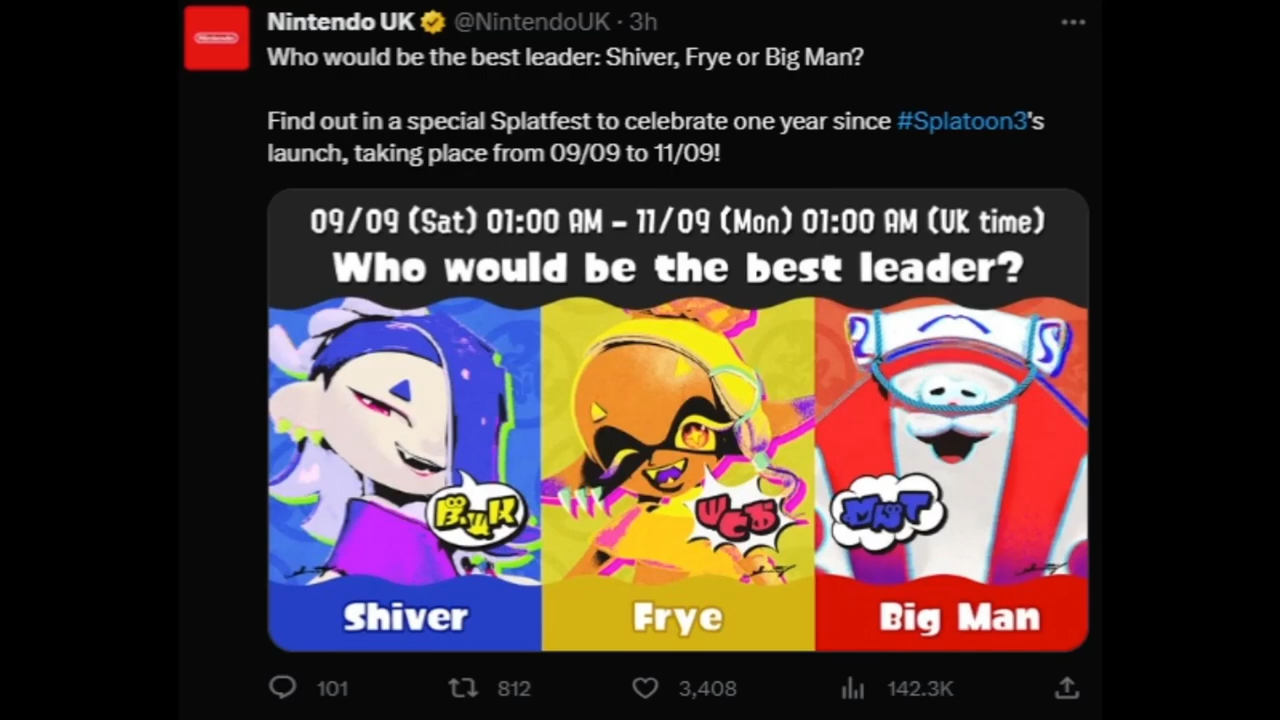 Nintendo UK @NintendoUK · 3h
Nintendo
Who would be the best leader: Shiver, Frye or Big Man?
Find out in a special Splatfest to celebrate one year since #Splatoon3's
launch, taking place from 09/09 to 11/09!
09/09 (Sat) 01:00 AM – 11/09 (Mon) 01:00 AM (UK time)
Who would be the best leader?
Shiver
Frye
Big Man
101
812
3,408
142.3K